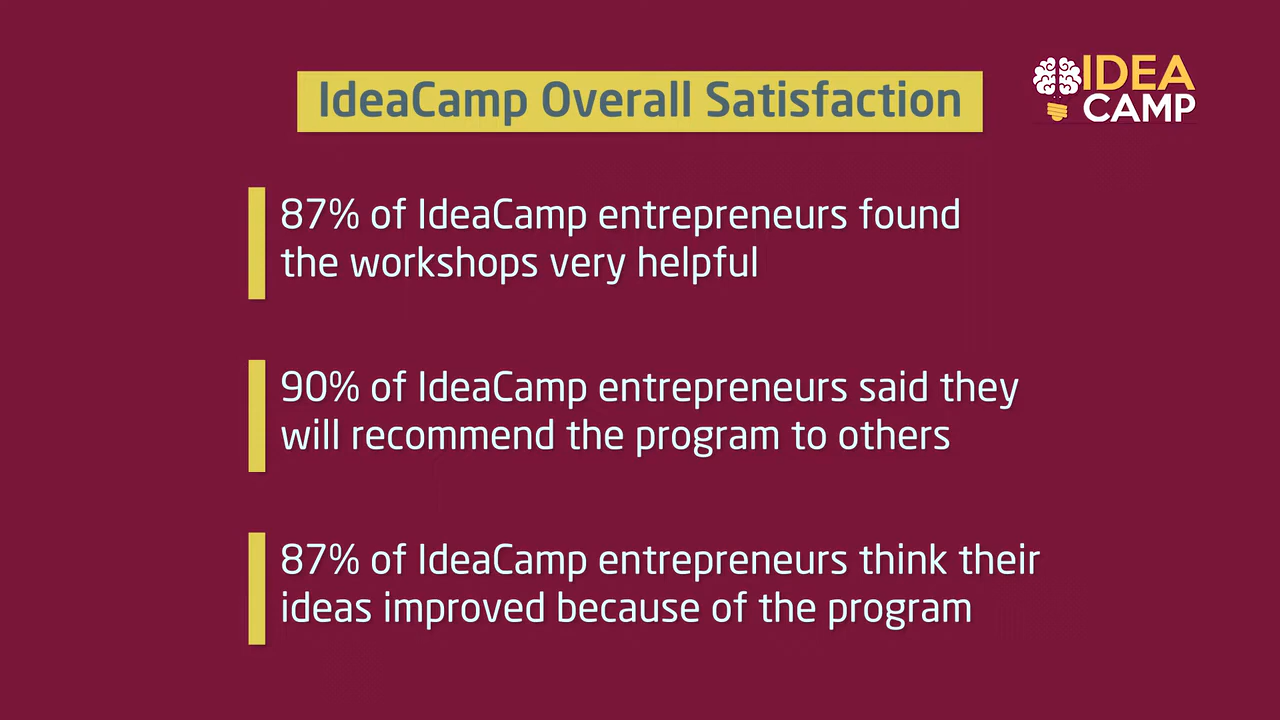 IdeaCamp Overall Satisfaction
IDEA
CAMP
87% of IdeaCamp entrepreneurs found
the workshops very helpful
90% of IdeaCamp entrepreneurs said they
will recommend the program to others
87% of IdeaCamp entrepreneurs think their
ideas improved because of the program